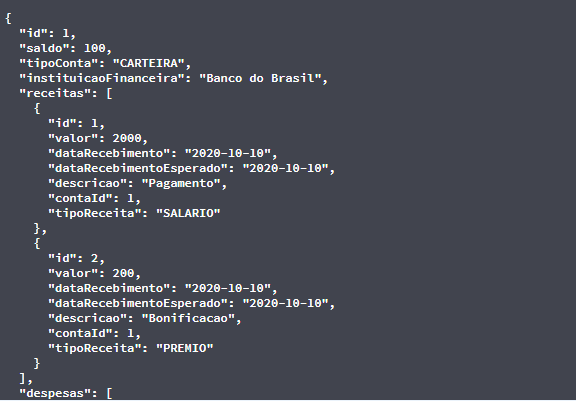 {
"id": 1,
"saldo": 100,
"tipoConta": "CARTEIRA",
"instituicaoFinanceira": "Banco do Brasil",
"receitas": [
{
"id": 1,
"valor": 2000,
"dataRecebimento": "2020-10-10",
"dataRecebimentoEsperado": "2020-10-10",
"descricao": "Pagamento",
"contaId": 1,
"tipoReceita": "SALARIO"
},
{
"id": 2,
"valor": 200,
"dataRecebimento": "2020-10-10",
"dataRecebimentoEsperado": "2020-10-10",
"descricao": "Bonificacao",
"contaId": 1,
"tipoReceita": "PREMIO"
}
],
"despesas": [